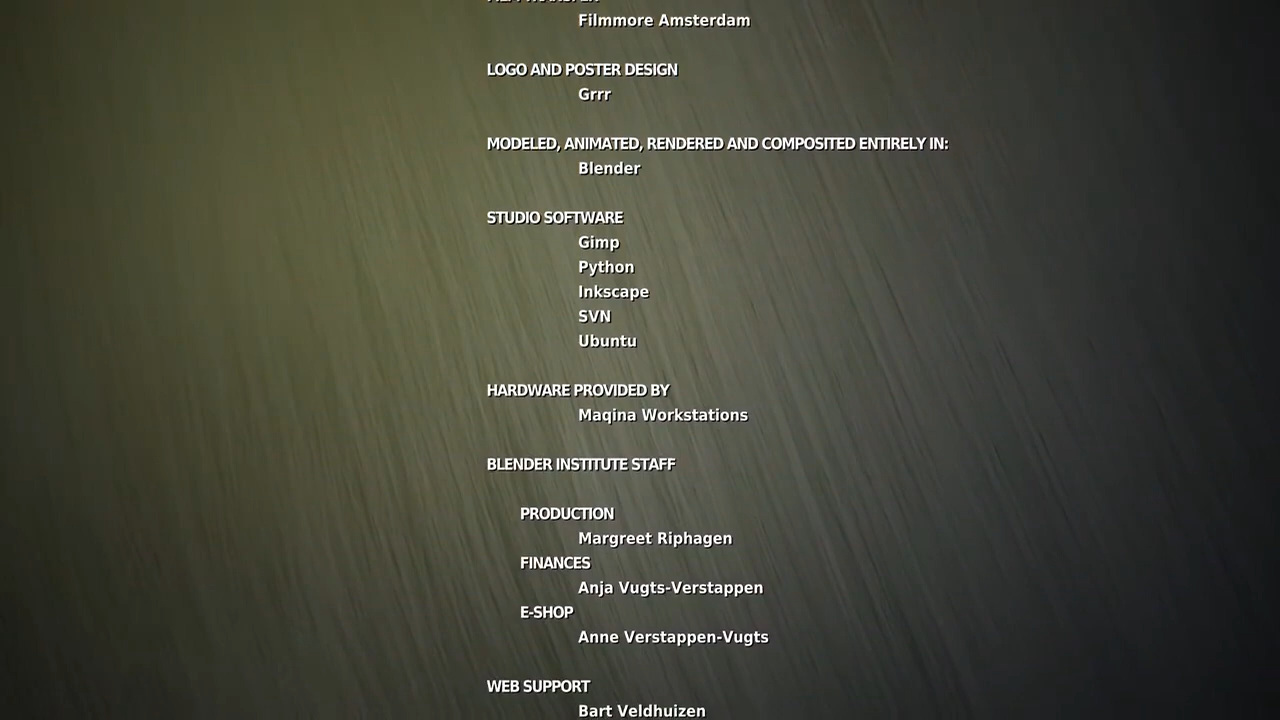 Filmmore Amsterdam
LOGO AND POSTER DESIGN
Grrr
MODELED, ANIMATED, RENDERED AND COMPOSITED ENTIRELY IN:
Blender
STUDIO SOFTWARE
Gimp
Python
Inkscape
SVN
Ubuntu
HARDWARE PROVIDED BY
Maqina Workstations
BLENDER INSTITUTE STAFF
PRODUCTION
Margreet Riphagen
FINANCES
Anja Vugts-Verstappen
E-SHOP
Anne Verstappen-Vugts
WEB SUPPORT
Bart Veldhuizen